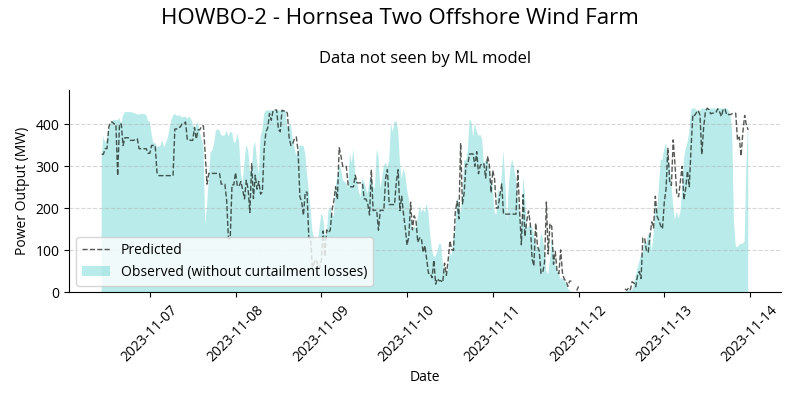 HOWBO-2 - Hornsea Two Offshore Wind Farm
Data not seen by ML model
Power Output (MW)
400
300
200
100
0
Predicted
Observed (without curtailment losses)
2023-11-07
2023-11-08
2023-11-09
2023-11-10
2023-11-11
2023-11-12
2023-11-13
2023-11-14
Date